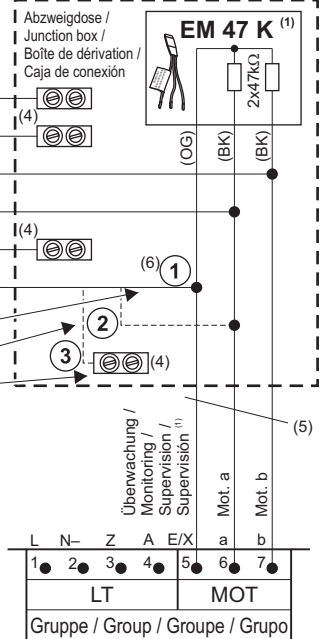 Abzweigdose /
Junction box /
Boîte de dérivation /
Caja de conexión
EM 47 K (1)
2x47kΩ
(4)
(OG)
(BK)
(BK)
(4)
(6)
1
2
3
(4)
(5)
Überwachung /
Monitoring /
Supervision /
Supervisión (1)
Mot. a
Mot. b
L N– Z A E/X a b
1 2 3 4 5 6 7
LT MOT
Gruppe / Group / Groupe / Grupo